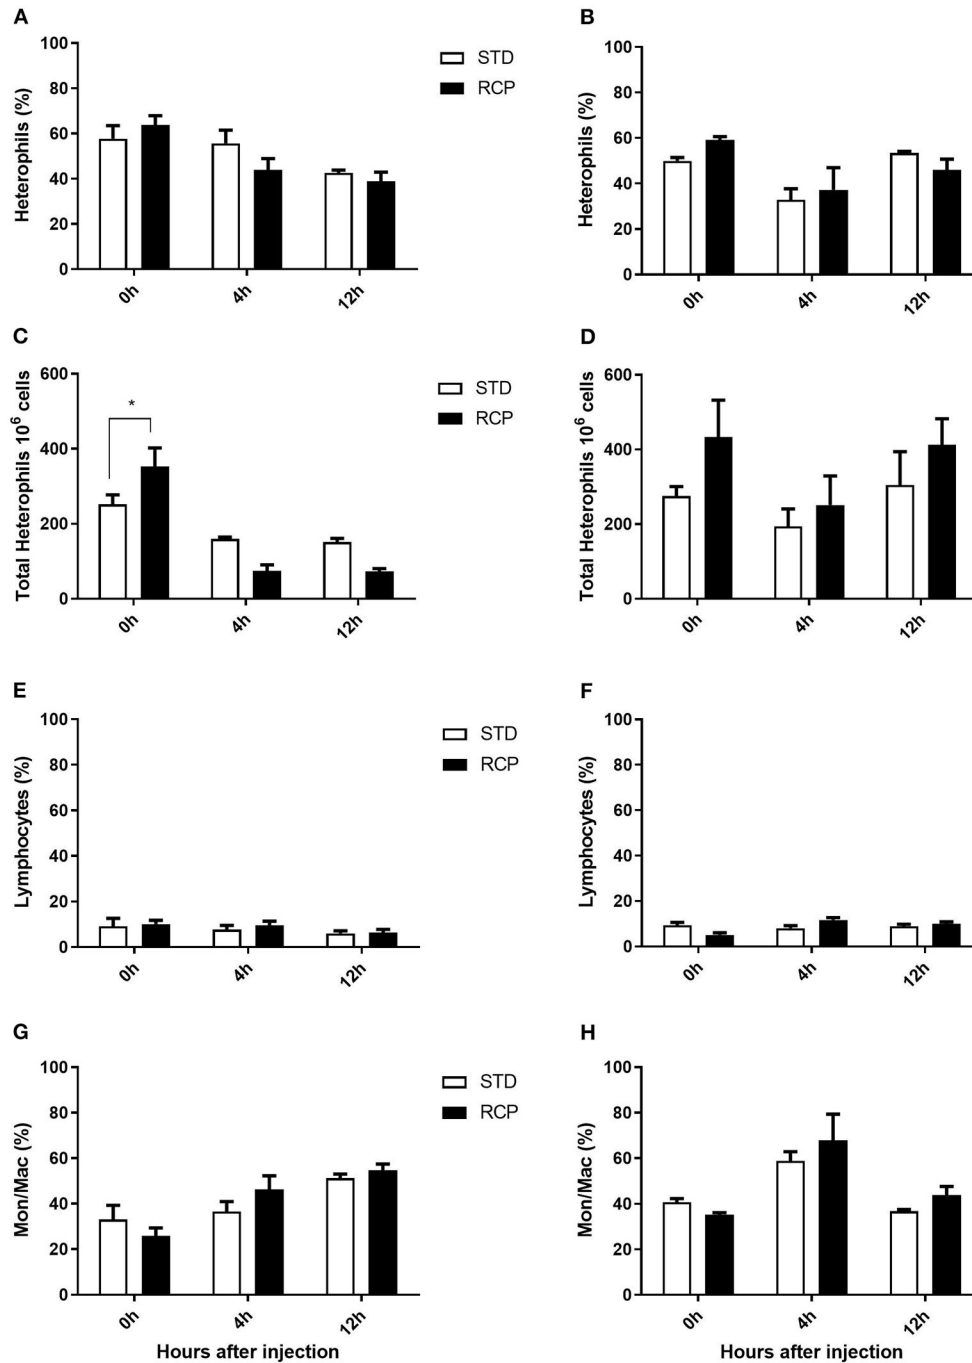 A
Heterophils (%)
100
80
60
40
20
0
0h
4h
12h
STD
RCP
B
Heterophils (%)
100
80
60
40
20
0
0h
4h
12h
C
Total Heterophils 10⁶ cells
600
400
200
0
*
0h
4h
12h
STD
RCP
D
Total Heterophils 10⁶ cells
600
400
200
0
0h
4h
12h
E
Lymphocytes (%)
100
80
60
40
20
0
0h
4h
12h
STD
RCP
F
Lymphocytes (%)
100
80
60
40
20
0
0h
4h
12h
G
Mon/Mac (%)
100
80
60
40
20
0
0h
4h
12h
Hours after injection
STD
RCP
H
Mon/Mac (%)
100
80
60
40
20
0
0h
4h
12h
Hours after injection